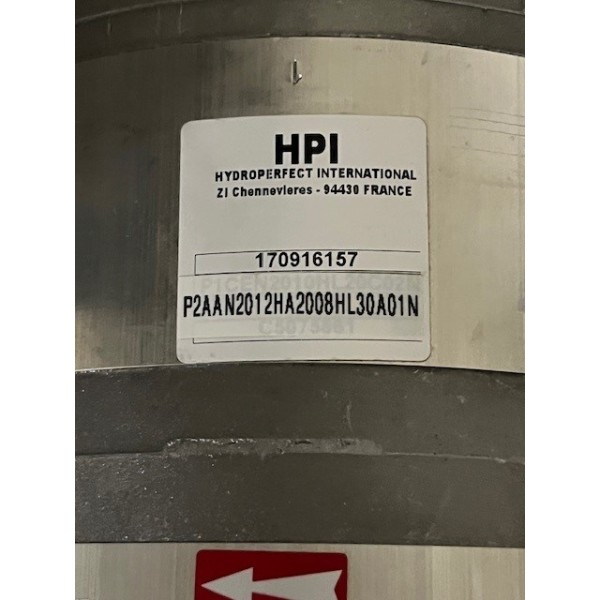 HPI
HYDROPERFECT INTERNATIONAL
ZI Chennevieres - 94430 FRANCE
170916157
P2AAN2012HA2008HL30A01N